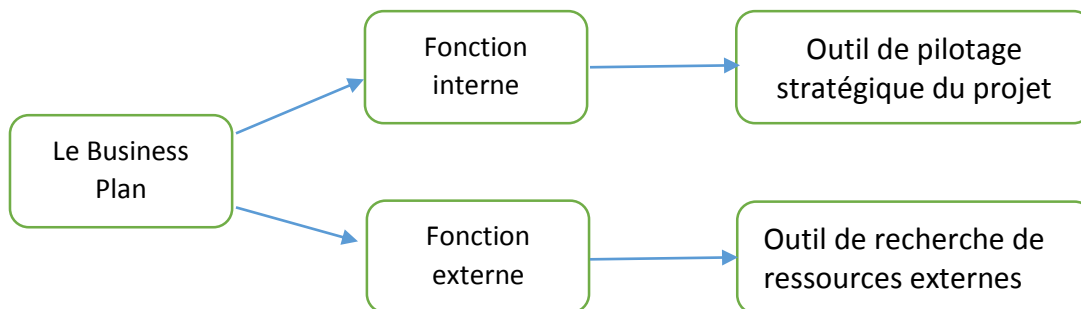 Le Business
Plan
Fonction
interne
Outil de pilotage
stratégique du projet
Fonction
externe
Outil de recherche de
ressources externes